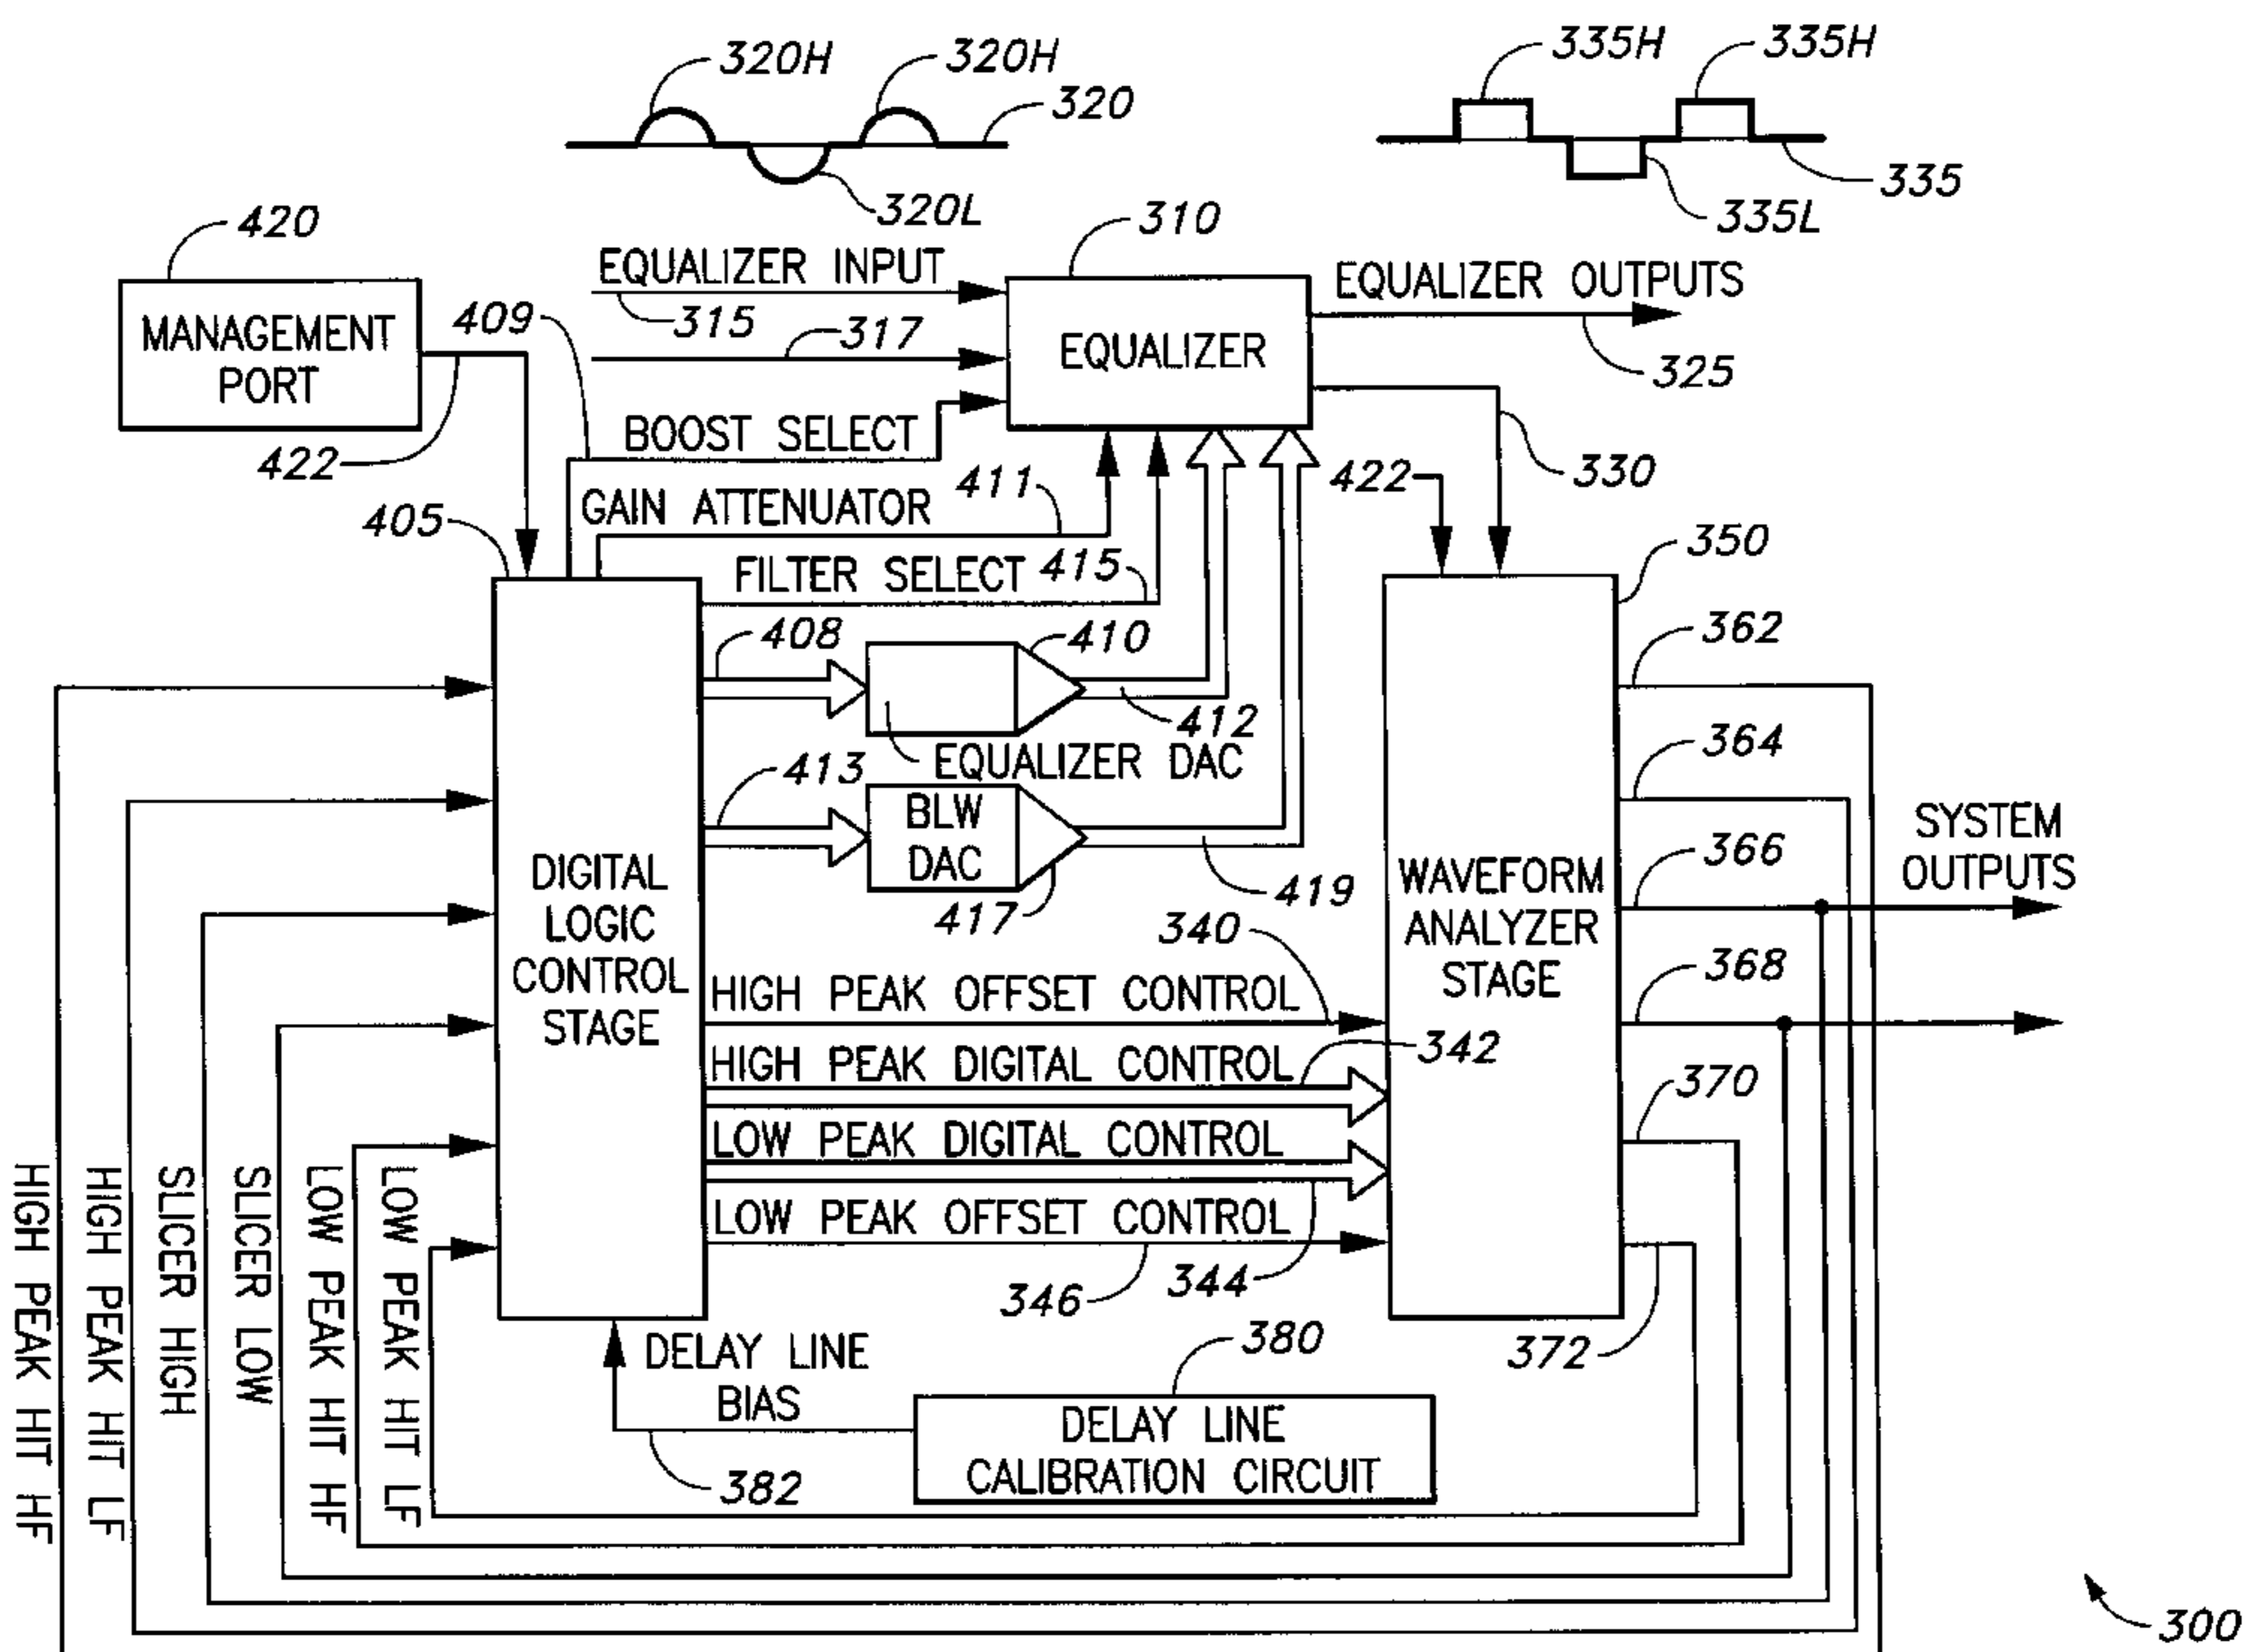 320H
320H
320
320L
335H
335H
335
335L
420
MANAGEMENT
PORT
422
310
EQUALIZER INPUT
315
317
EQUALIZER
EQUALIZER OUTPUTS
325
330
409
BOOST SELECT
411
GAIN ATTENUATOR
FILTER SELECT 415
405
408
410
412
EQUALIZER DAC
413
BLW
DAC
417
419
422
350
362
364
366
368
370
372
SYSTEM
OUTPUTS
DIGITAL
LOGIC
CONTROL
STAGE
WAVEFORM
ANALYZER
STAGE
340
HIGH PEAK OFFSET CONTROL
342
HIGH PEAK DIGITAL CONTROL
LOW PEAK DIGITAL CONTROL
344
LOW PEAK OFFSET CONTROL
346
HIGH PEAK HIT HF
HIGH PEAK HIT LF
SLICER HIGH
SLICER LOW
LOW PEAK HIT HF
LOW PEAK HIT LF
DELAY LINE
BIAS
382
380
DELAY LINE
CALIBRATION CIRCUIT
300